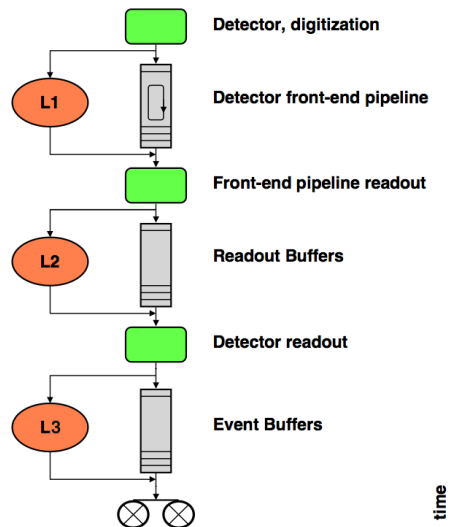 Detector, digitization
L1
Detector front-end pipeline
Front-end pipeline readout
L2
Readout Buffers
Detector readout
L3
Event Buffers
time